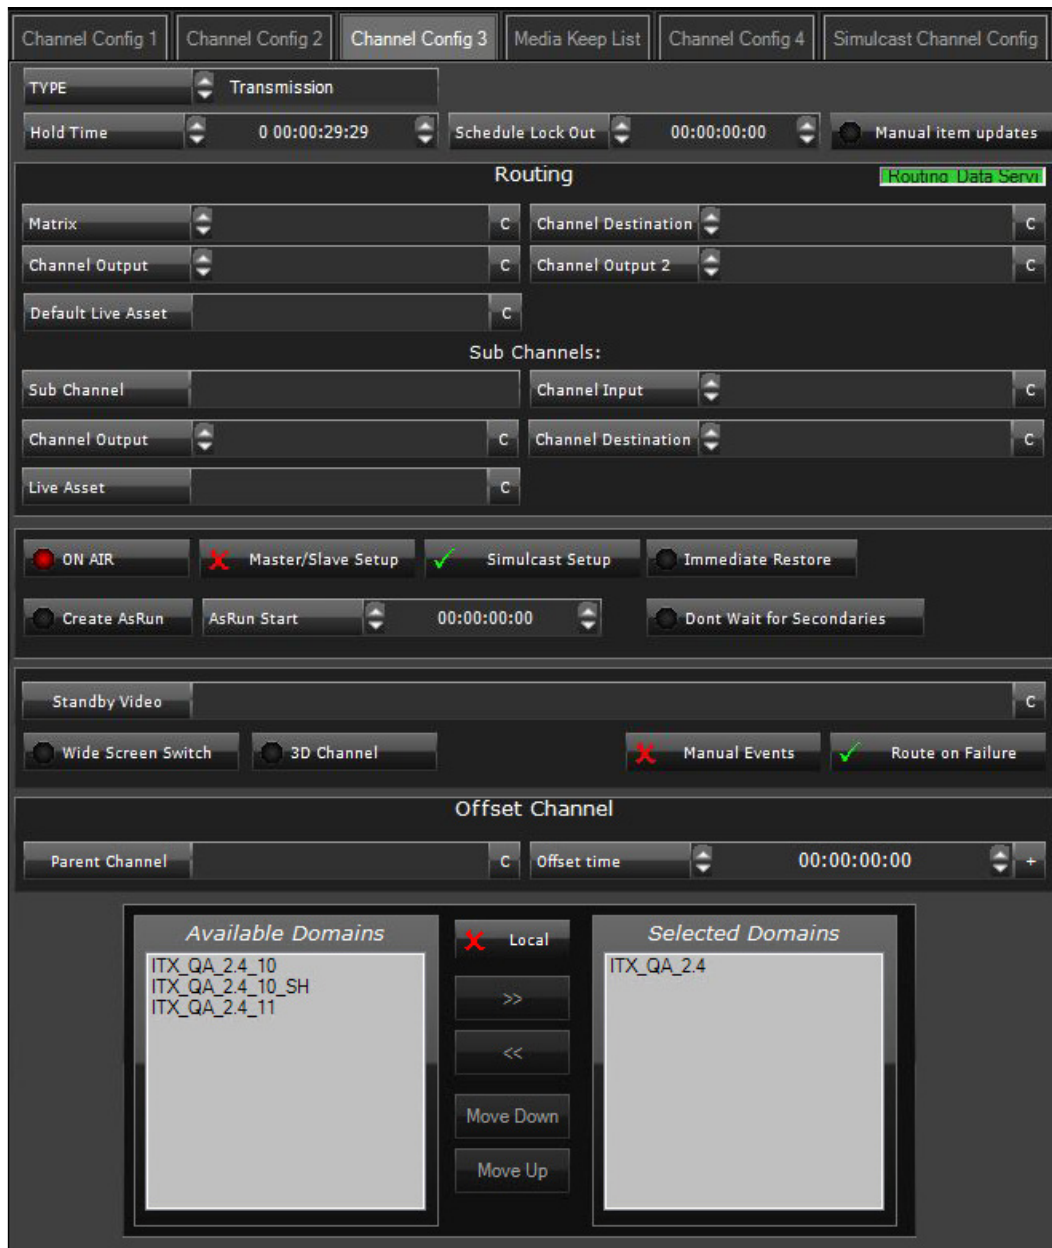 Channel Config 1 Channel Config 2 Channel Config 3 Media Keep List Channel Config 4 Simulcast Channel Config
TYPE Transmission
Hold Time 0 00:00:29:29 Schedule Lock Out 00:00:00:00 Manual item updates
Routing Routing Data Servi
Matrix C Channel Destination C
Channel Output C Channel Output 2 C
Default Live Asset C
Sub Channels:
Sub Channel Channel Input C
Channel Output C Channel Destination C
Live Asset C
ON AIR Master/Slave Setup Simulcast Setup Immediate Restore
Create AsRun AsRun Start 00:00:00:00 Dont Wait for Secondaries
Standby Video C
Wide Screen Switch 3D Channel Manual Events Route on Failure
Offset Channel
Parent Channel C Offset time 00:00:00:00 +
Available Domains Local Selected Domains
ITX_QA_2.4_10 ITX_QA_2.4
ITX_QA_2.4_10_SH
ITX_QA_2.4_11
>>
<<
Move Down
Move Up